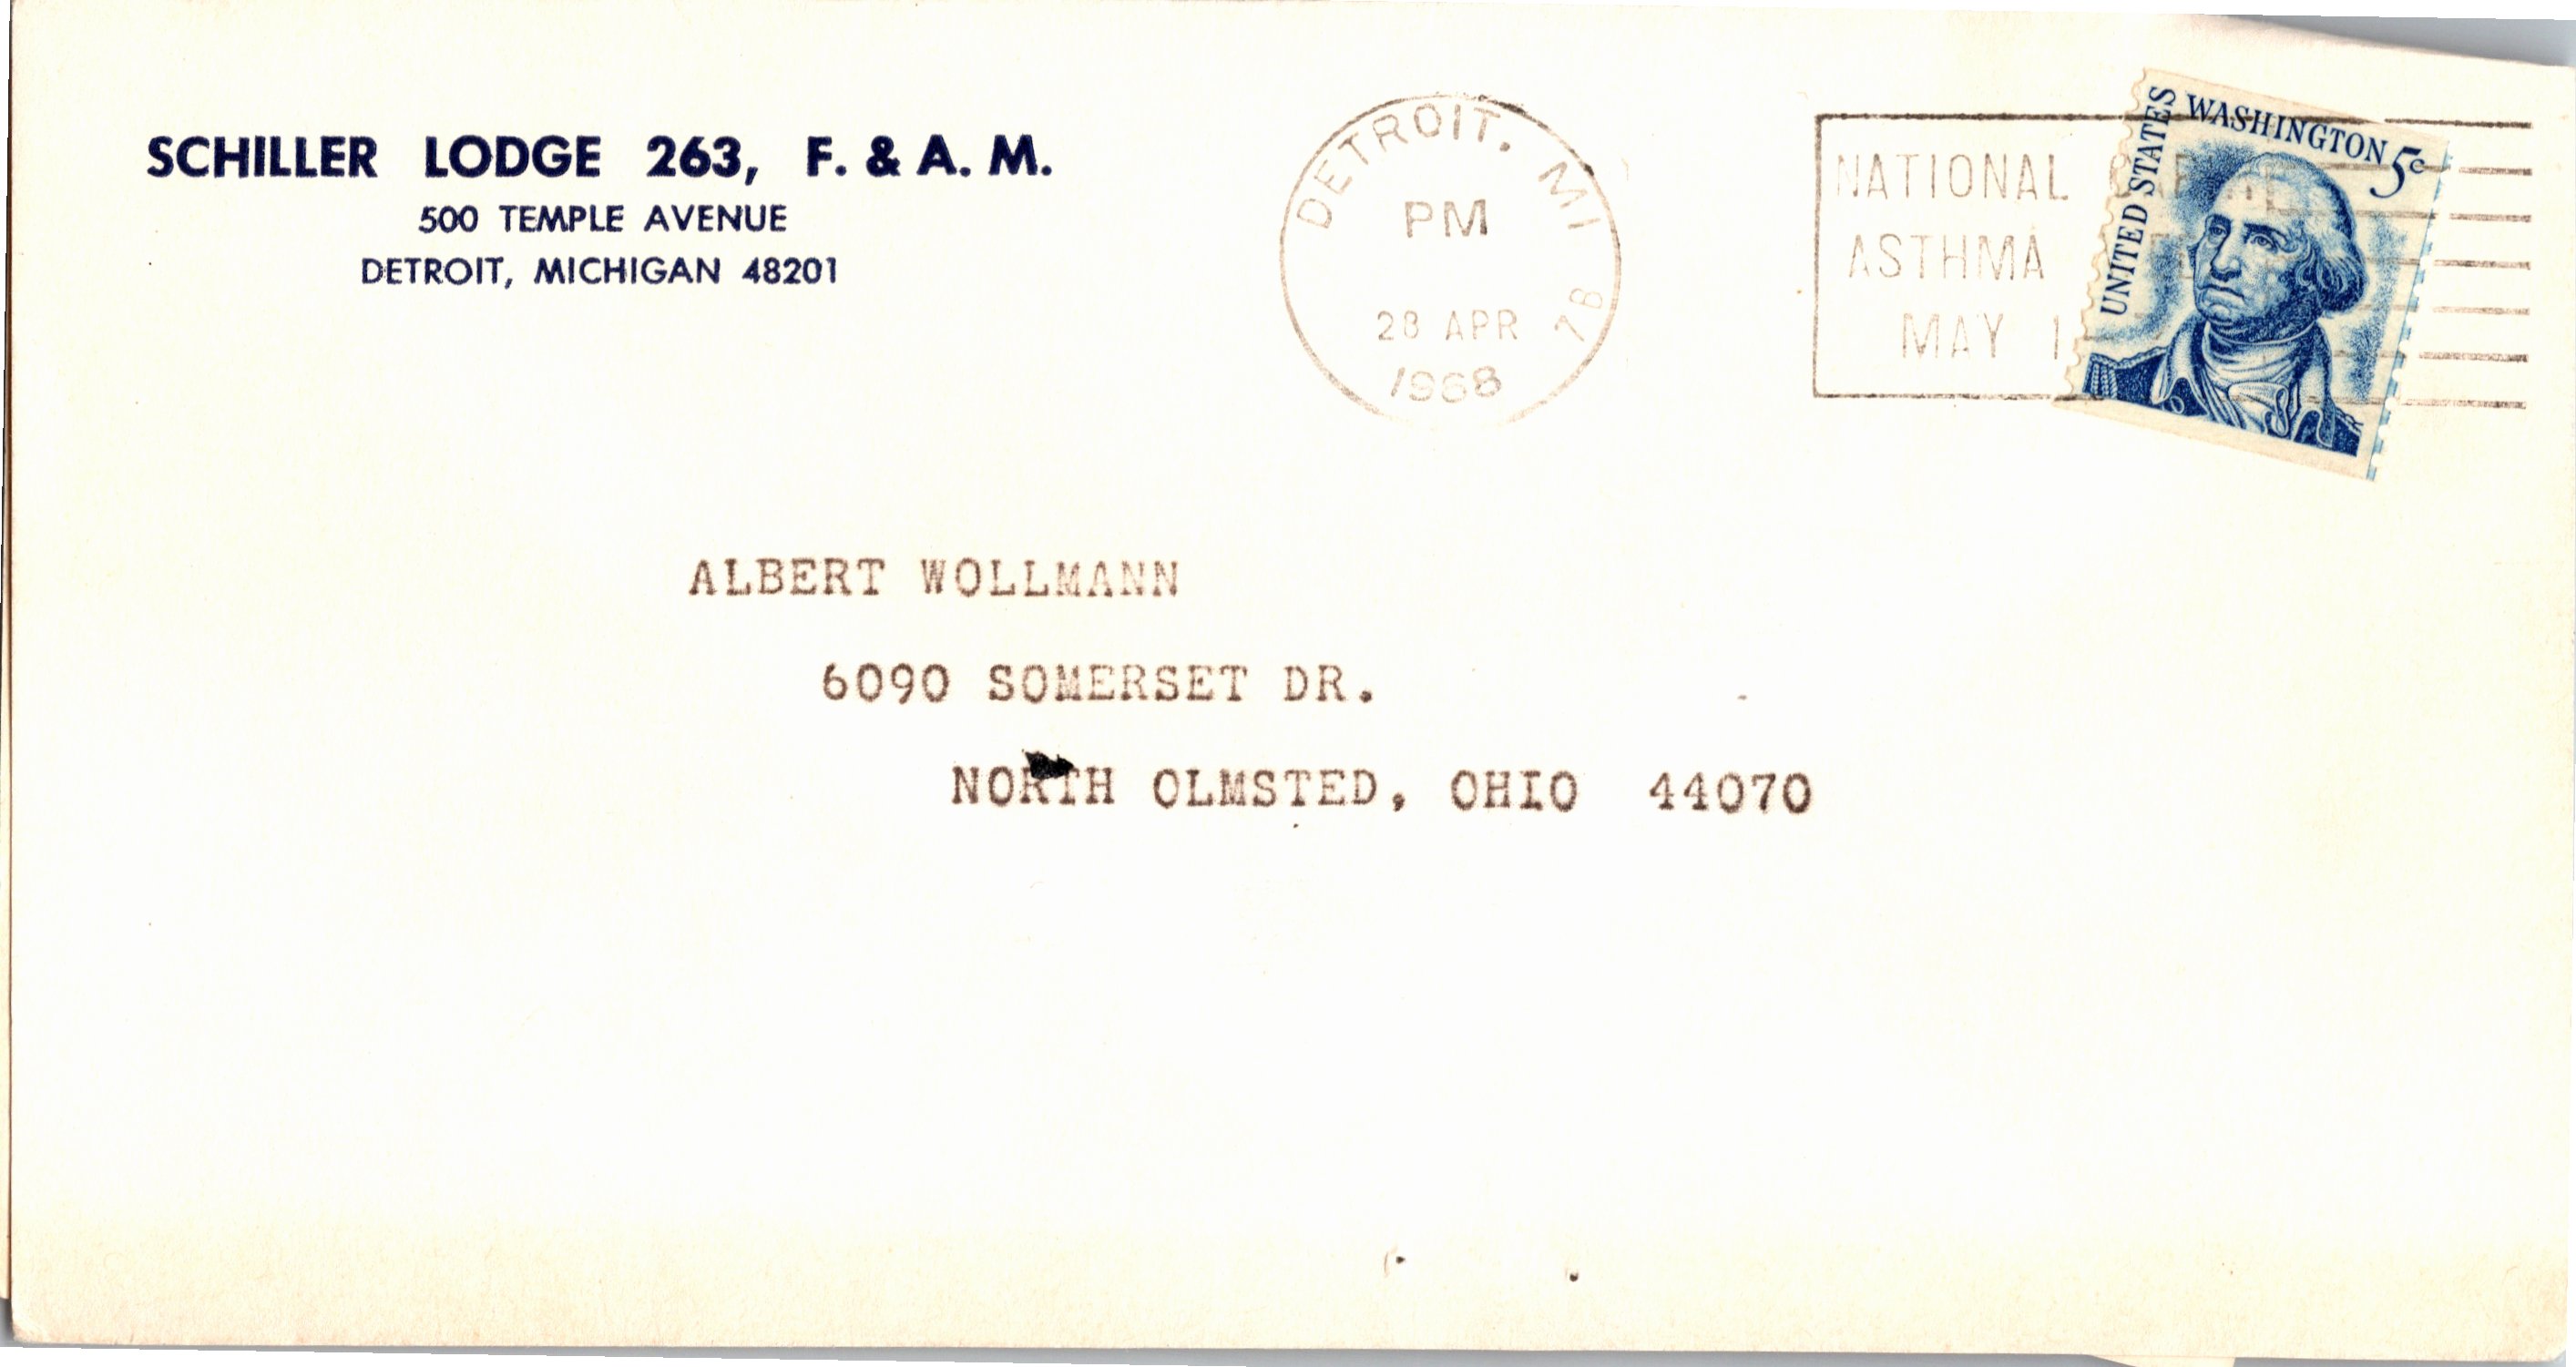 SCHILLER LODGE 263, F. & A. M.
500 TEMPLE AVENUE
DETROIT, MICHIGAN 48201
DETROIT, MI
PM
28 APR
1968
7B
NATIONAL
ASTHMA
MAY 1
UNITED STATES
WASHINGTON 5c
ALBERT WOLLMANN
6090 SOMERSET DR.
NORTH OLMSTED, OHIO 44070